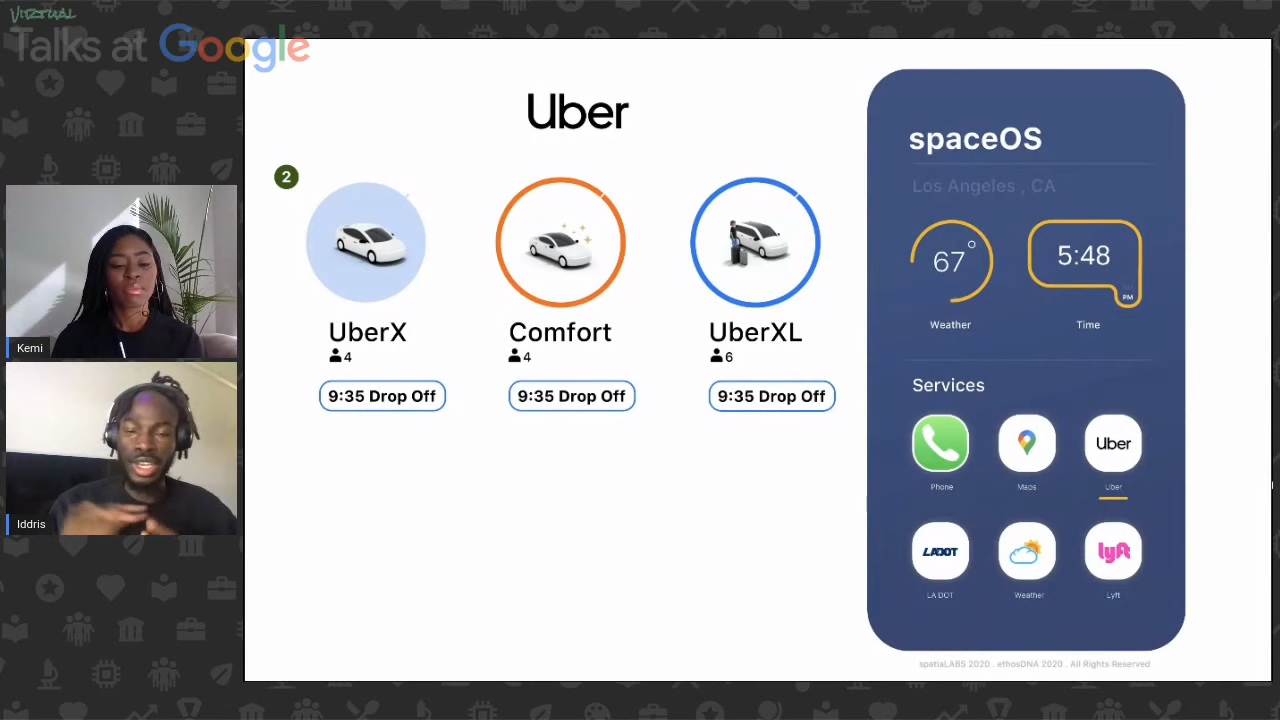 VIRTUAL
Talks at Google
Kemi
Iddris
Uber
2
UberX
4
9:35 Drop Off
Comfort
4
9:35 Drop Off
UberXL
6
9:35 Drop Off
spaceOS
Los Angeles , CA
67°
Weather
5:48
PM
Time
Services
Phone
Maps
Uber
Uber
LADOT
LA DOT
Weather
lyft
Lyft
spatiaLABS 2020 . ethosDNA 2020 . All Rights Reserved